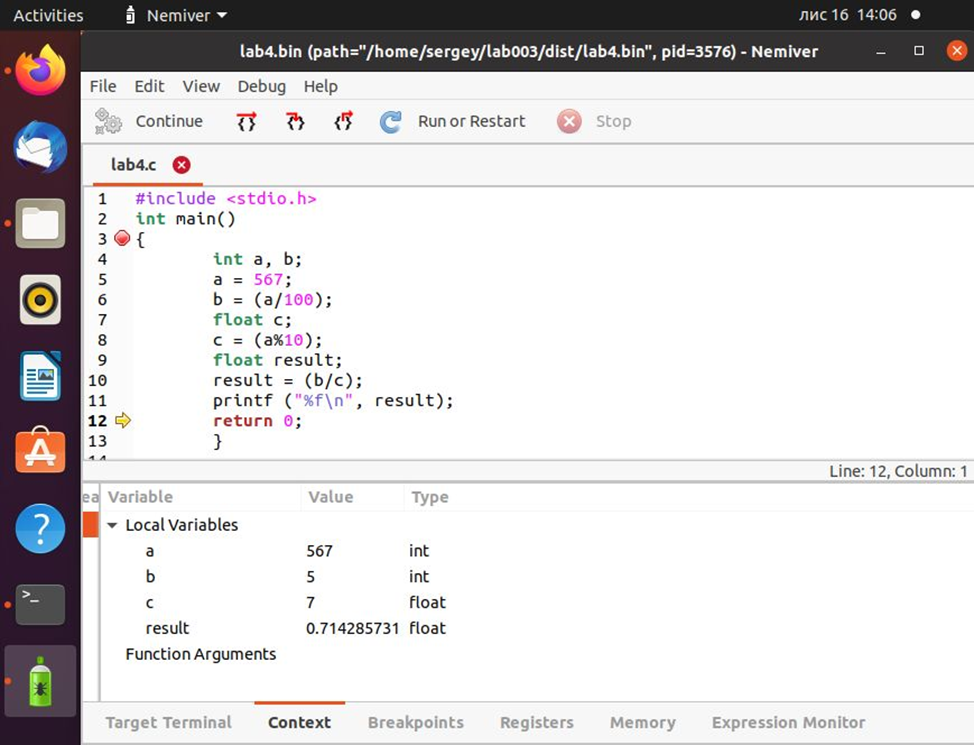 Activities Nemiver лис 16 14:06
lab4.bin (path="/home/sergey/lab003/dist/lab4.bin", pid=3576) - Nemiver
File Edit View Debug Help
Continue Run or Restart Stop
lab4.c
1 #include <stdio.h>
2 int main()
3 {
4 int a, b;
5 a = 567;
6 b = (a/100);
7 float c;
8 c = (a%10);
9 float result;
10 result = (b/c);
11 printf ("%f\n", result);
12 return 0;
13 }
Line: 12, Column: 1
Variable Value Type
Local Variables
a 567 int
b 5 int
c 7 float
result 0.714285731 float
Function Arguments
Target Terminal Context Breakpoints Registers Memory Expression Monitor